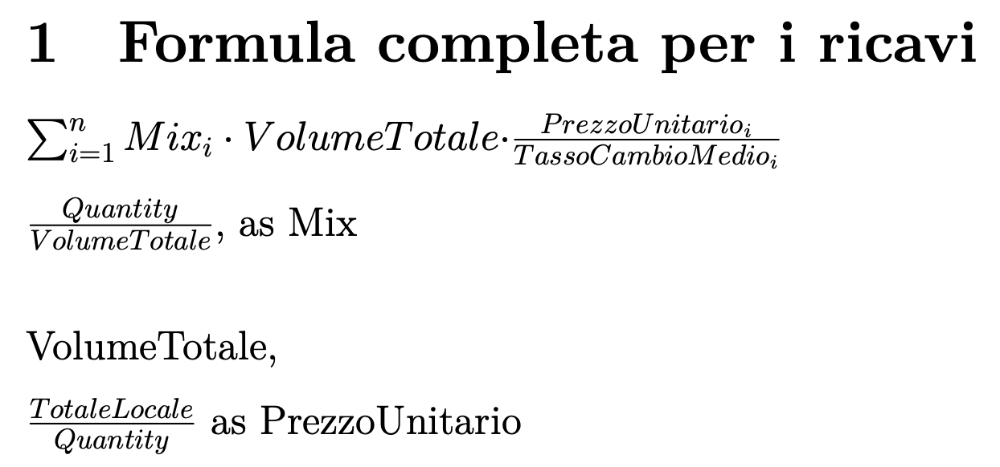 1 Formula completa per i ricavi
$\sum_{i=1}^{n} Mix_i \cdot VolumeTotale \cdot \frac{PrezzoUnitario_i}{TassoCambioMedio_i}$
$\frac{Quantity}{VolumeTotale}$, as Mix
VolumeTotale,
$\frac{TotaleLocale}{Quantity}$ as PrezzoUnitario